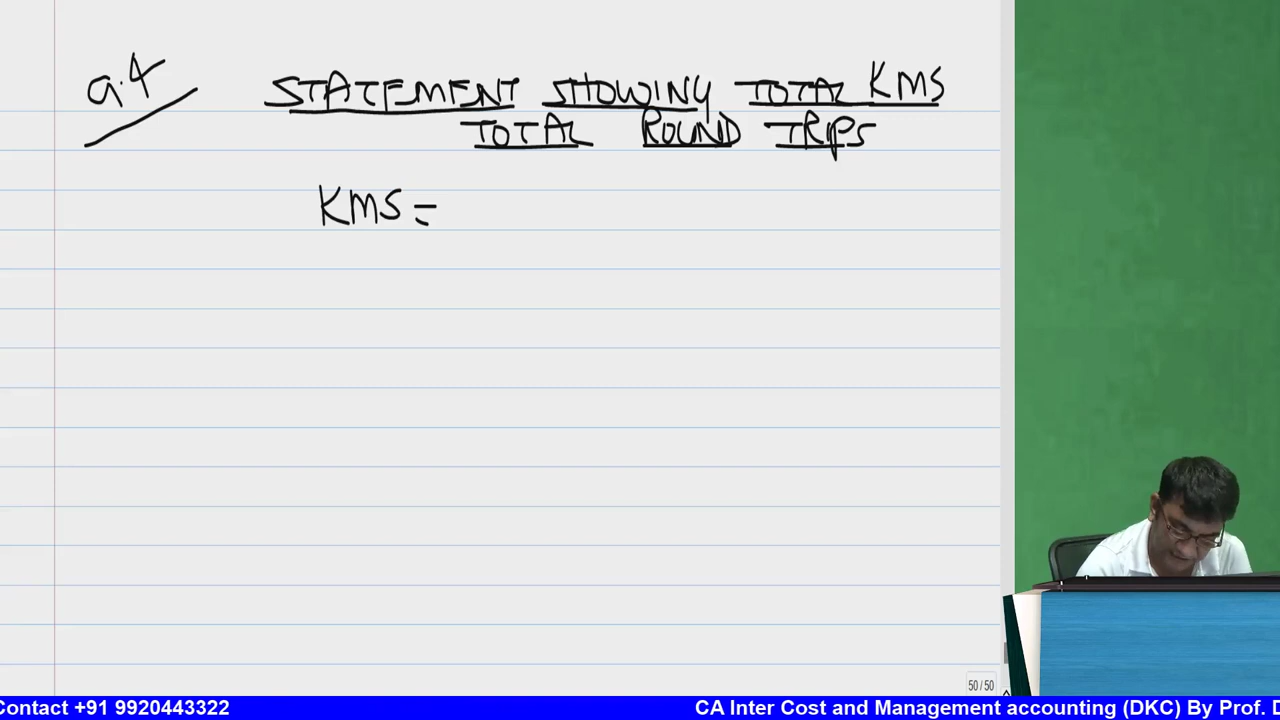 Q.4 STATEMENT SHOWING TOTAL KMS
TOTAL ROUND TRIPS
KMS =
50 / 50
Contact +91 9920443322 CA Inter Cost and Management accounting (DKC) By Prof. D